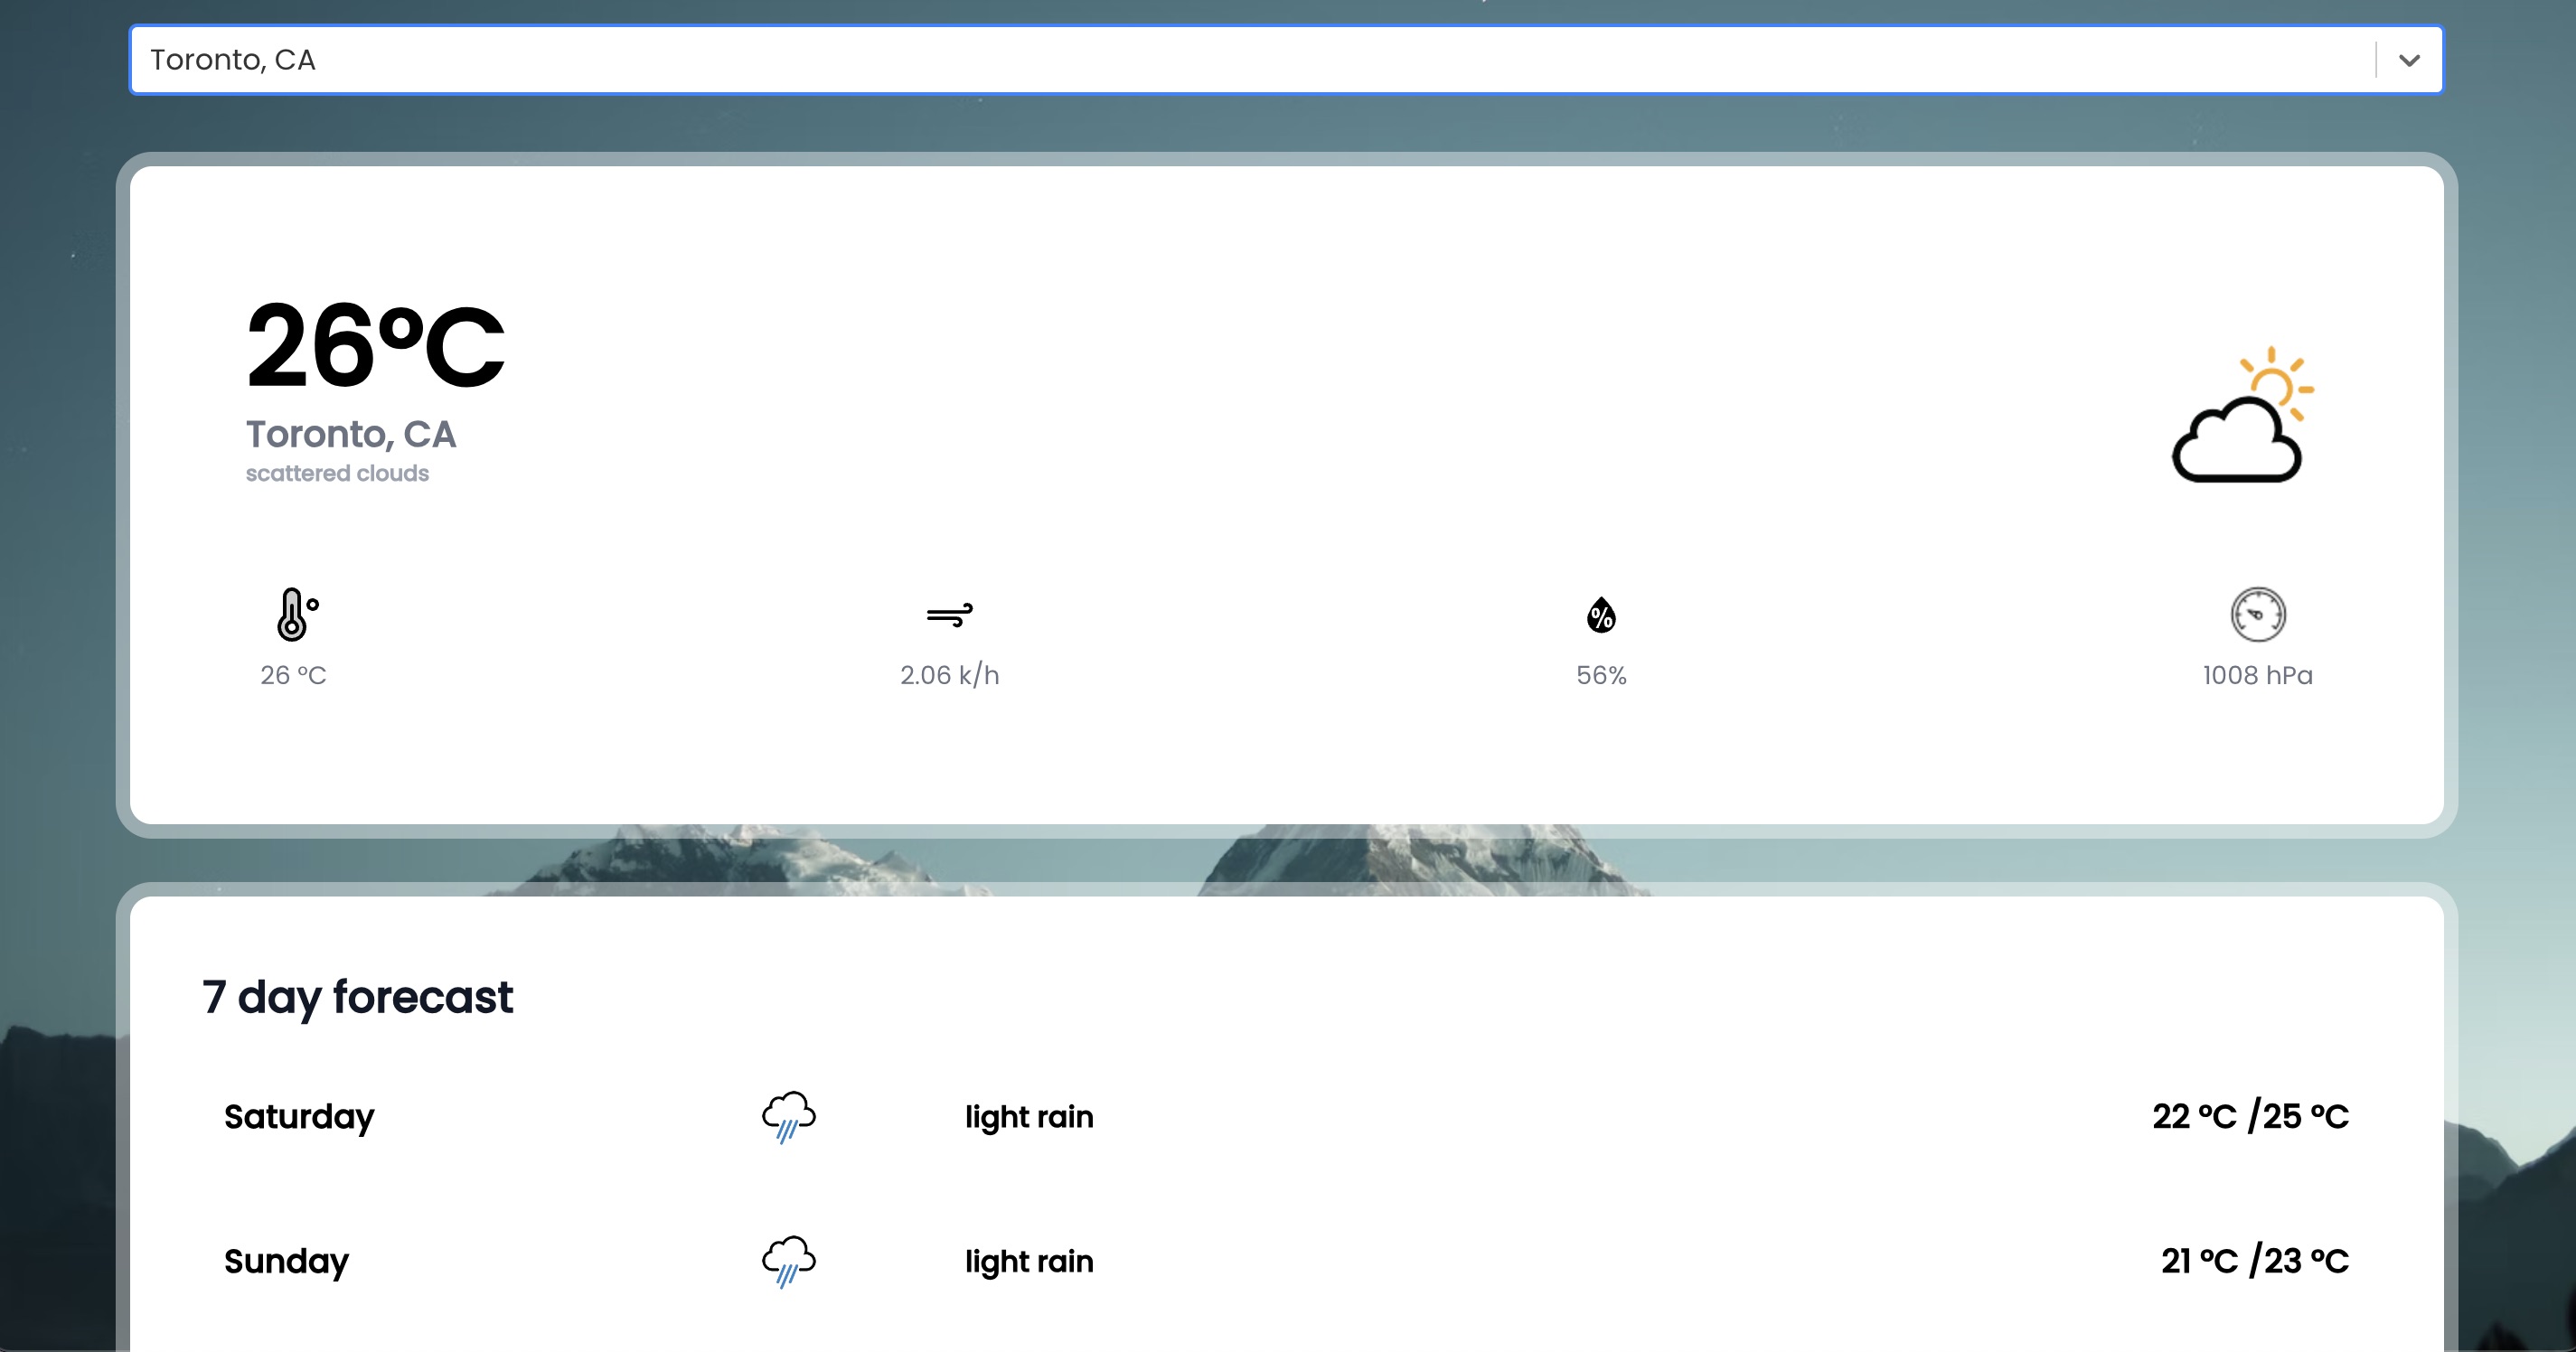 Toronto, CA
26°C
Toronto, CA
scattered clouds
26 °C
2.06 k/h
%
56%
1008 hPa
7 day forecast
Saturday light rain 22 °C /25 °C
Sunday light rain 21 °C /23 °C